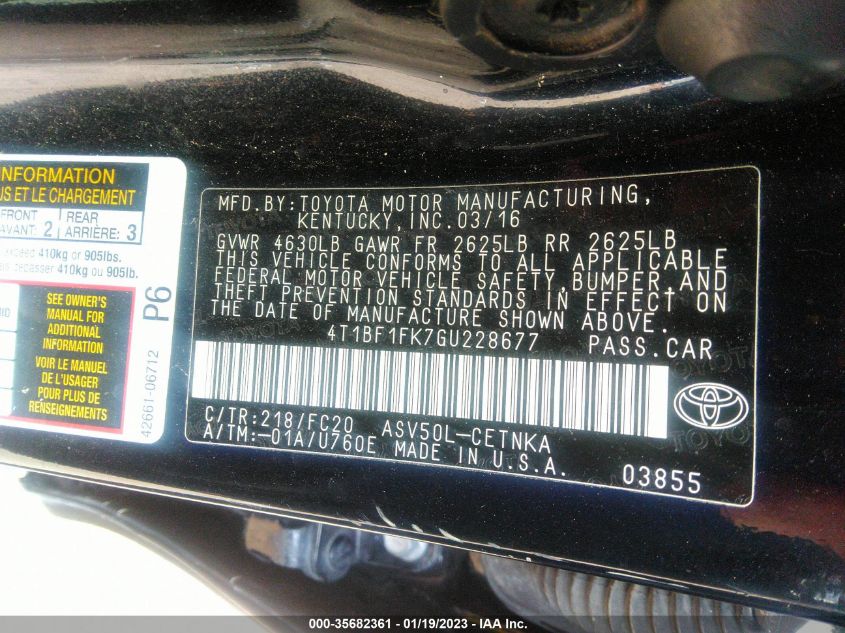 INFORMATION
US ET LE CHARGEMENT
FRONT
AVANT: 2
REAR
ARRIÈRE: 3
exceed 410kg or 905lbs.
dépasser 410kg ou 905lb.
SEE OWNER'S
MANUAL FOR
ADDITIONAL
INFORMATION
VOIR LE MANUEL
DE L'USAGER
POUR PLUS DE
RENSEIGNEMENTS
P6
42661-06712
MFD.BY:TOYOTA MOTOR MANUFACTURING,
KENTUCKY,INC.03/16
GVWR 4630LB GAWR FR 2625LB RR 2625LB
THIS VEHICLE CONFORMS TO ALL APPLICABLE
FEDERAL MOTOR VEHICLE SAFETY,BUMPER,AND
THEFT PREVENTION STANDARDS IN EFFECT ON
THE DATE OF MANUFACTURE SHOWN ABOVE.
4T1BF1FK7GU228677 PASS.CAR
C/TR:218/FC20 ASV50L-CETNKA
A/TM:-01A/U760E MADE IN U.S.A.
03855
000-35682361 - 01/19/2023 - IAA Inc.